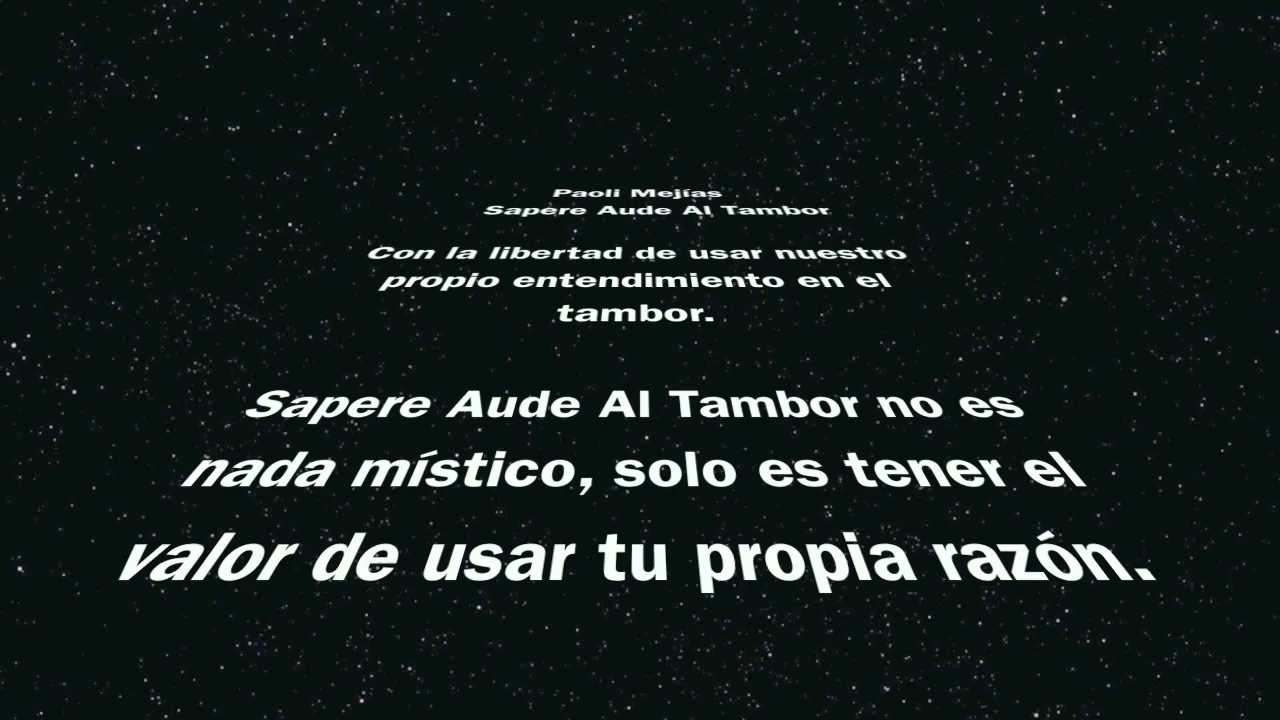 Paoli Mejías
Sapere Aude Al Tambor
Con la libertad de usar nuestro
propio entendimiento en el
tambor.
Sapere Aude Al Tambor no es
nada místico, solo es tener el
valor de usar tu propia razón.